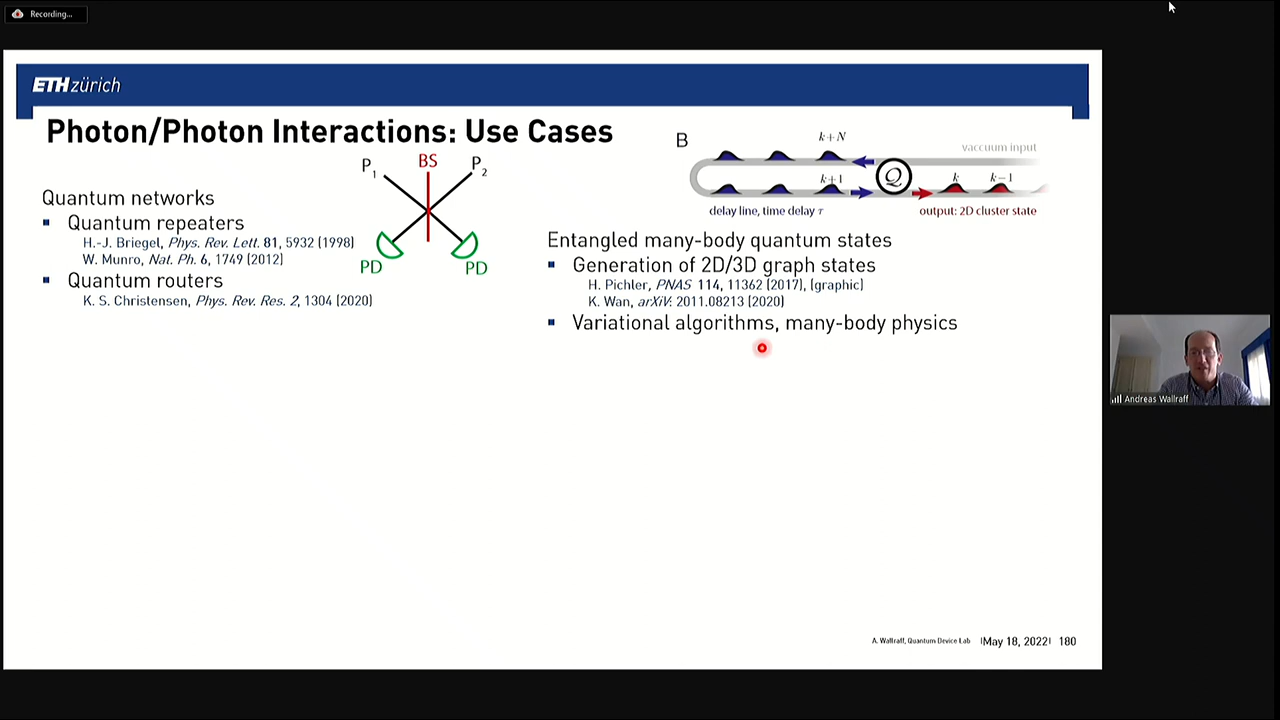 Recording...
ETH zürich
Photon/Photon Interactions: Use Cases
Quantum networks
Quantum repeaters
H.-J. Briegel, Phys. Rev. Lett. 81, 5932 (1998)
W. Munro, Nat. Ph. 6, 1749 (2012)
Quantum routers
K. S. Christensen, Phys. Rev. Res. 2, 1304 (2020)
P1
BS
P2
PD
PD
B
k+N
vaccuum input
k+1
Q
k
k−1
delay line, time delay τ
output: 2D cluster state
Entangled many-body quantum states
Generation of 2D/3D graph states
H. Pichler, PNAS 114, 11362 (2017), (graphic)
K. Wan, arXiV: 2011.08213 (2020)
Variational algorithms, many-body physics
A. Wallraff, Quantum Device Lab |May 18, 2022| 180
Andreas Wallraff